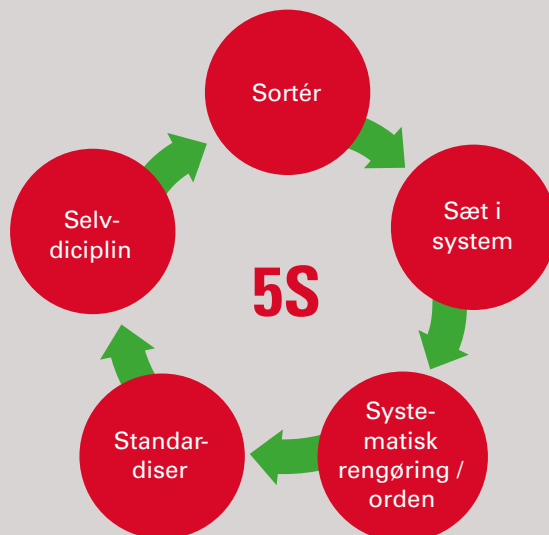 Sortér
Sæt i
system
Syste-
matisk
rengøring /
orden
Standar-
diser
Selv-
diciplin
5S